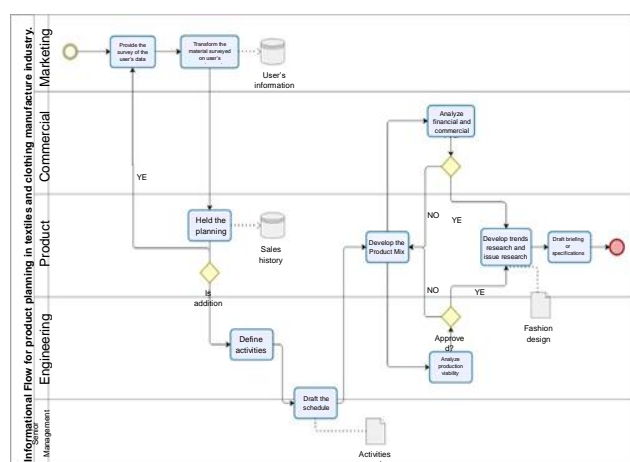 Informational Flow for product planning in textiles and clothing manufacture industry.
Marketing
Provide the
survey of the
user's data
Transform the
material surveyed
on user's
User's
information
Commercial
Analyze
financial and
commercial
YE
NO
YE
Product
Held the
planning
Sales
history
Develop the
Product Mix
Develop trends
research and
issue research
Draft briefing
or
specifications
Is
addition
NO
YE
Fashion
design
Engineering
Define
activities
Approve
d?
Analyze
production
viability
Senior
Management
Draft the
schedule
Activities